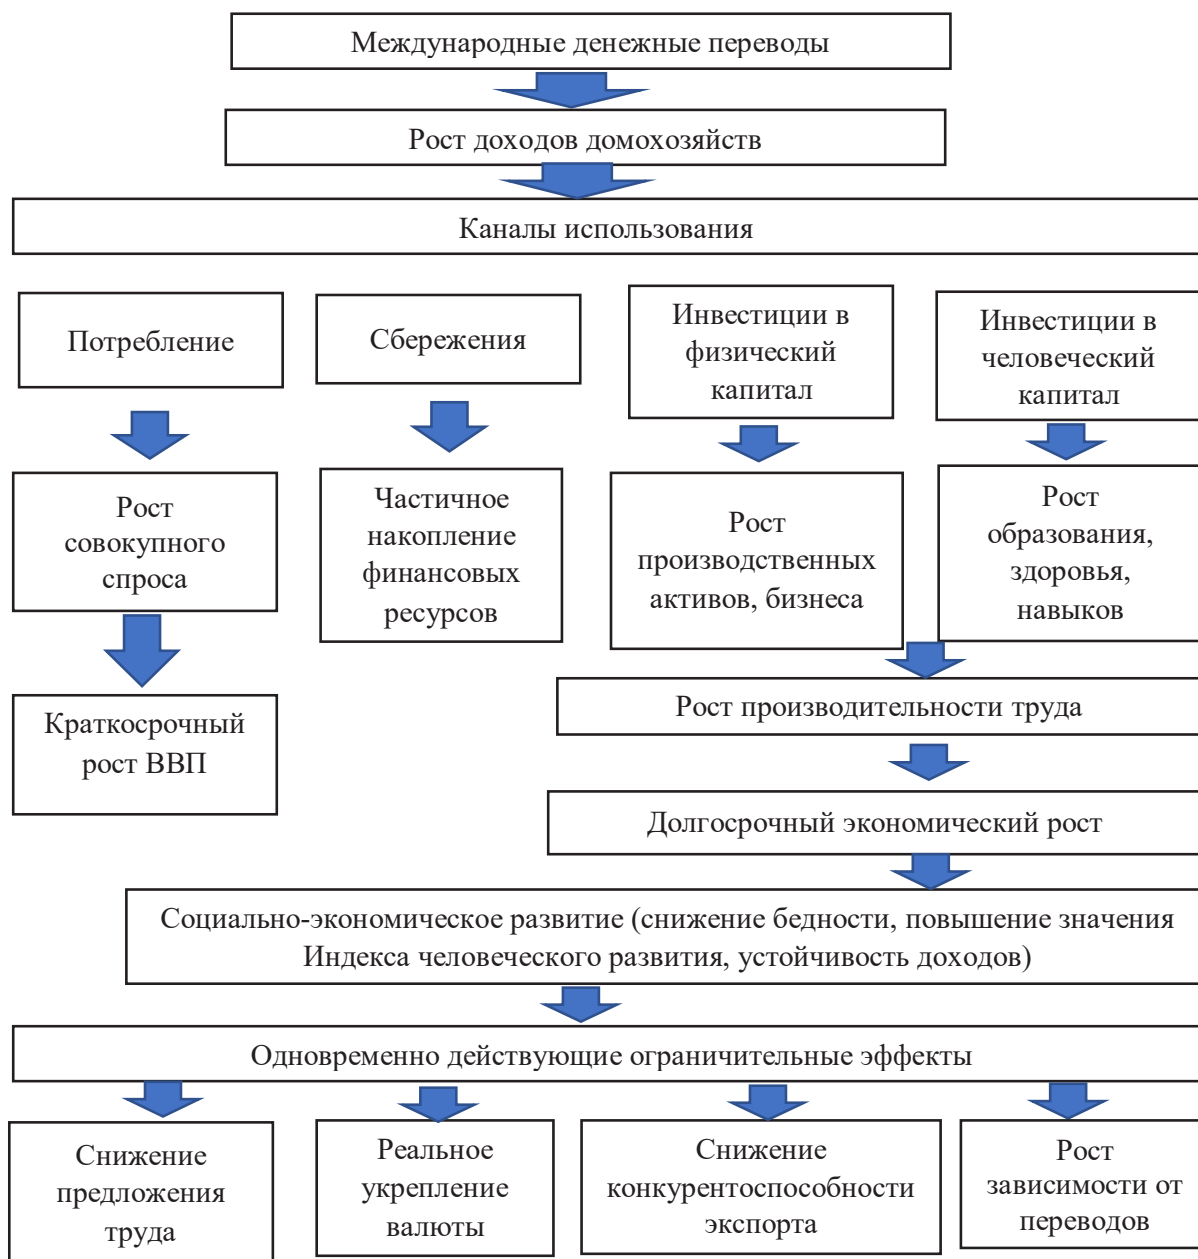 Международные денежные переводы
Рост доходов домохозяйств
Каналы использования
Потребление
Сбережения
Инвестиции в
физический
капитал
Инвестиции в
человеческий
капитал
Рост
совокупного
спроса
Частичное
накопление
финансовых
ресурсов
Рост
производственных
активов, бизнеса
Рост
образования,
здоровья,
навыков
Краткосрочный
рост ВВП
Рост производительности труда
Долгосрочный экономический рост
Социально-экономическое развитие (снижение бедности, повышение значения
Индекса человеческого развития, устойчивость доходов)
Одновременно действующие ограничительные эффекты
Снижение
предложения
труда
Реальное
укрепление
валюты
Снижение
конкурентоспособности
экспорта
Рост
зависимости от
переводов